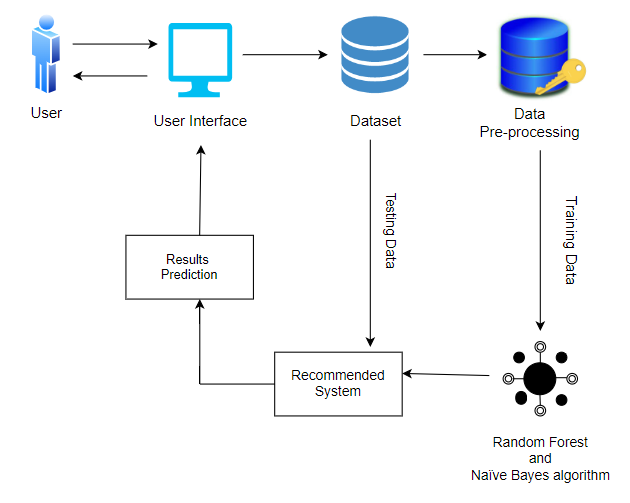 User
User Interface
Dataset
Data
Pre-processing
Testing Data
Training Data
Results
Prediction
Recommended
System
Random Forest
and
Naïve Bayes algorithm